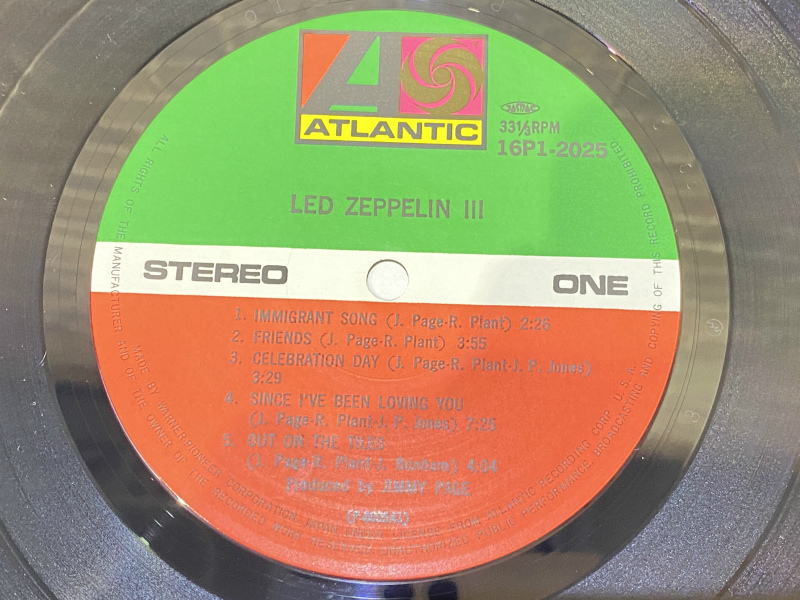 ATLANTIC
JASRAC
33⅓RPM
16P1-2025
LED ZEPPELIN III
STEREO
ONE
1. IMMIGRANT SONG (J. Page-R. Plant) 2:26
2. FRIENDS (J. Page-R. Plant) 3:55
3. CELEBRATION DAY (J. Page-R. Plant-J. P. Jones)
3:29
4. SINCE I'VE BEEN LOVING YOU
(J. Page-R. Plant-J. P. Jones) 7:25
5. OUT ON THE TILES
(J. Page-R. Plant-J. Bonham) 4:04
Produced by JIMMY PAGE
ALL RIGHTS OF THE MANUFACTURER AND OF THE OWNER OF THE RECORDED WORK RESERVED. UNAUTHORIZED PUBLIC PERFORMANCE, BROADCASTING AND COPYING OF THIS RECORD PROHIBITED
MADE BY WARNER-PIONEER CORPORATION, JAPAN UNDER LICENSE FROM ATLANTIC RECORDING CORP. U. S. A.